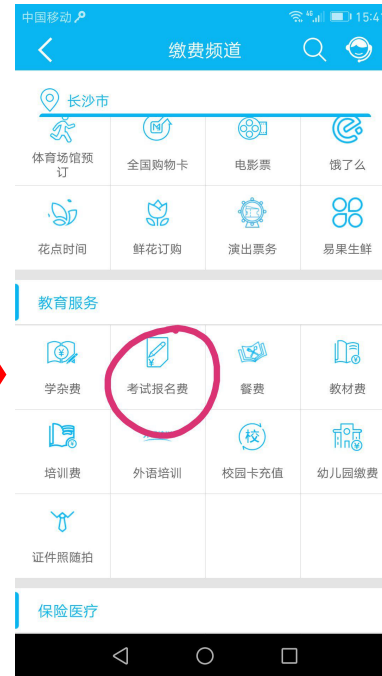 中国移动 46 15:4
缴费频道
长沙市
体育场馆预订 全国购物卡 电影票 饿了么
花点时间 鲜花订购 演出票务 易果生鲜
教育服务
学杂费 考试报名费 餐费 教材费
培训费 外语培训 校园卡充值 幼儿园缴费
校
证件照随拍
保险医疗